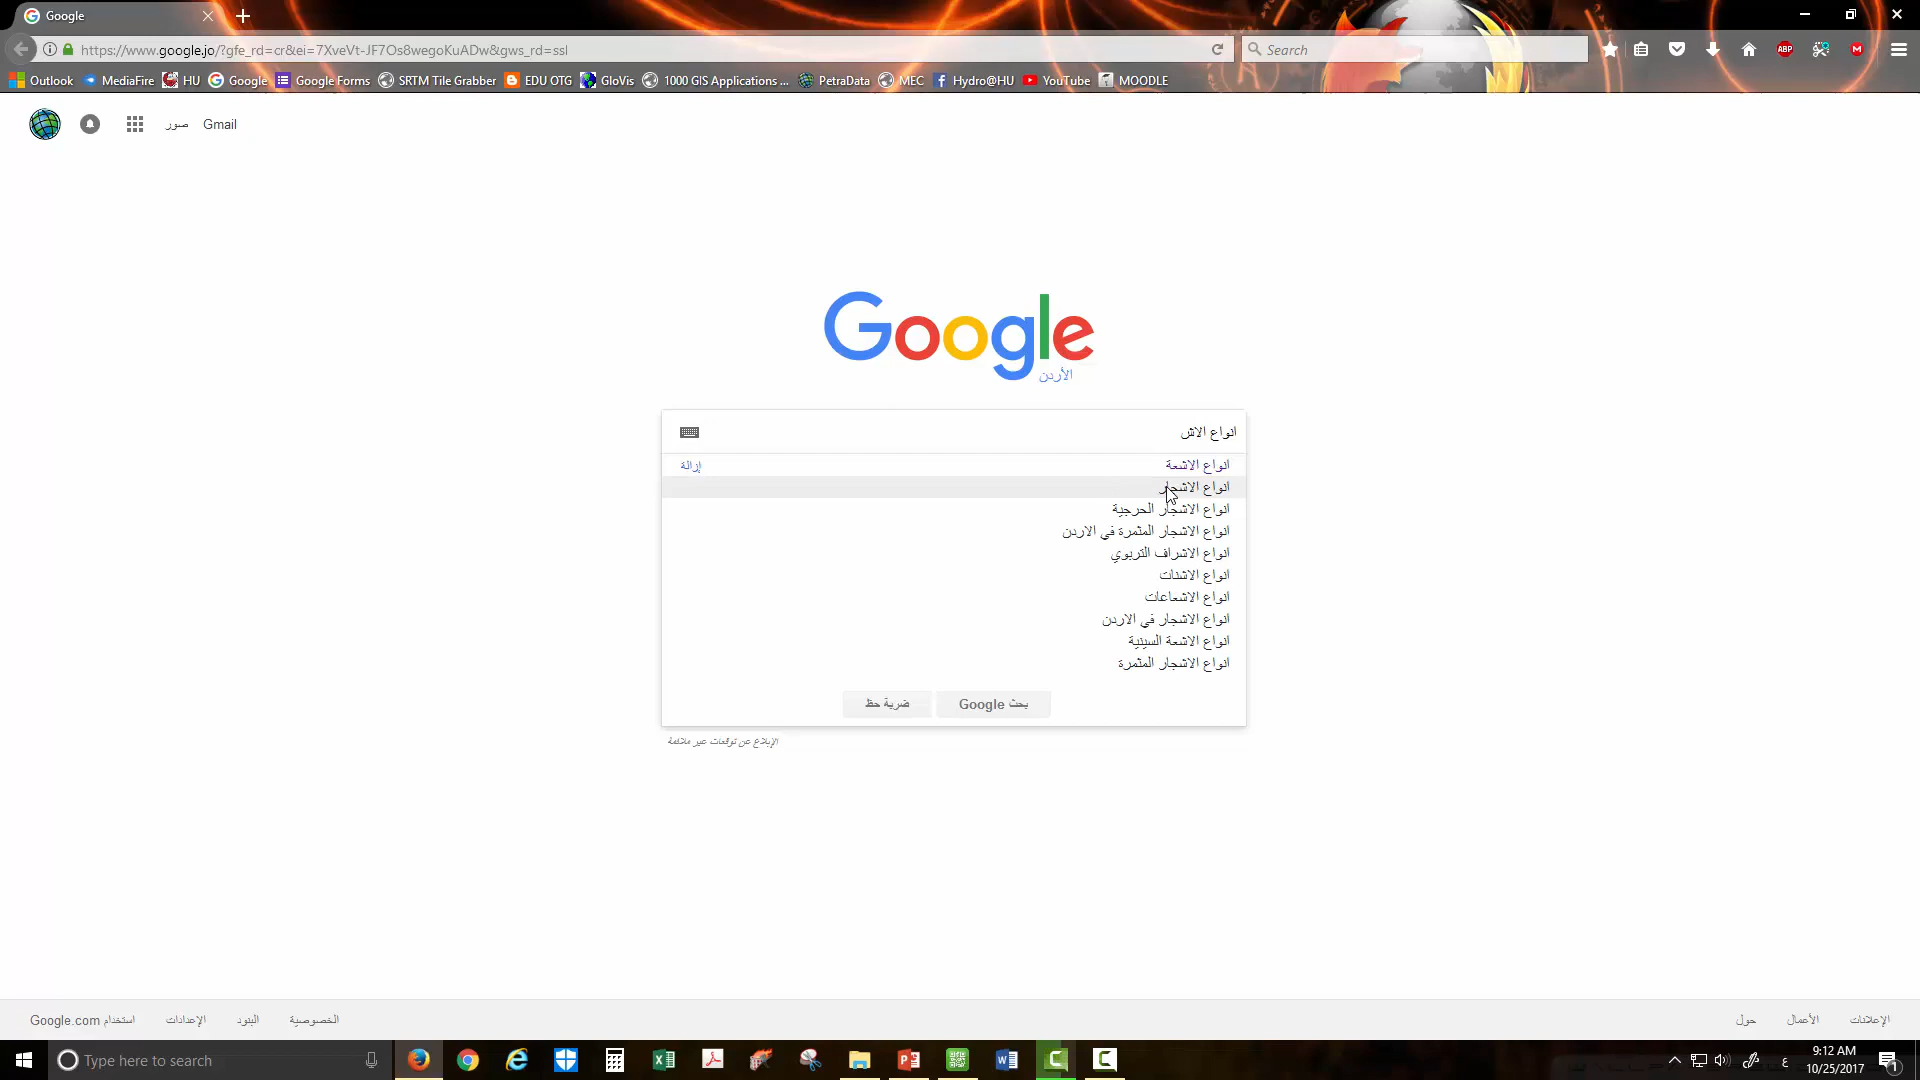 Google
https://www.google.jo/?gfe_rd=cr&ei=7XveVt-JF7Os8wegoKuADw&gws_rd=ssl
Search
ABP
M
Outlook
MediaFire
HU
Google
Google Forms
SRTM Tile Grabber
EDU OTG
GloVis
1000 GIS Applications ...
PetraData
MEC
Hydro@HU
YouTube
MOODLE
صور
Gmail
Google
الأردن
انواع الاش
انواع الاشعة
إزالة
انواع الاشجار
انواع الاشجار الحرجية
انواع الاشجار المثمرة في الاردن
انواع الاشراف التربوي
انواع الاشنات
انواع الاشعاعات
انواع الاشجار في الاردن
انواع الاشعة السينية
انواع الاشجار المثمرة
بحث Google
ضربة حظ
الإبلاغ عن توقعات غير ملائمة
الإعلانات
الأعمال
حول
الخصوصية
البنود
الإعدادات
استخدام Google.com
Type here to search
ع
9:12 AM
10/25/2017
1